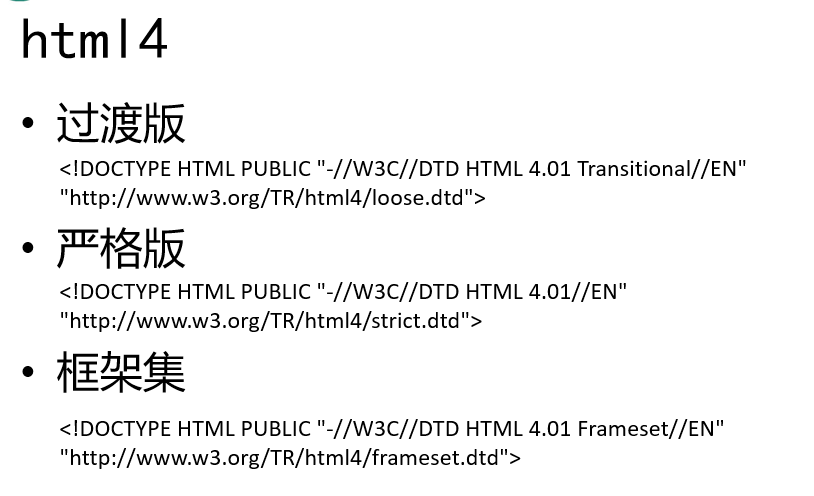 html4
• 过渡版
<!DOCTYPE HTML PUBLIC "-//W3C//DTD HTML 4.01 Transitional//EN"
"http://www.w3.org/TR/html4/loose.dtd">
• 严格版
<!DOCTYPE HTML PUBLIC "-//W3C//DTD HTML 4.01//EN"
"http://www.w3.org/TR/html4/strict.dtd">
• 框架集
<!DOCTYPE HTML PUBLIC "-//W3C//DTD HTML 4.01 Frameset//EN"
"http://www.w3.org/TR/html4/frameset.dtd">